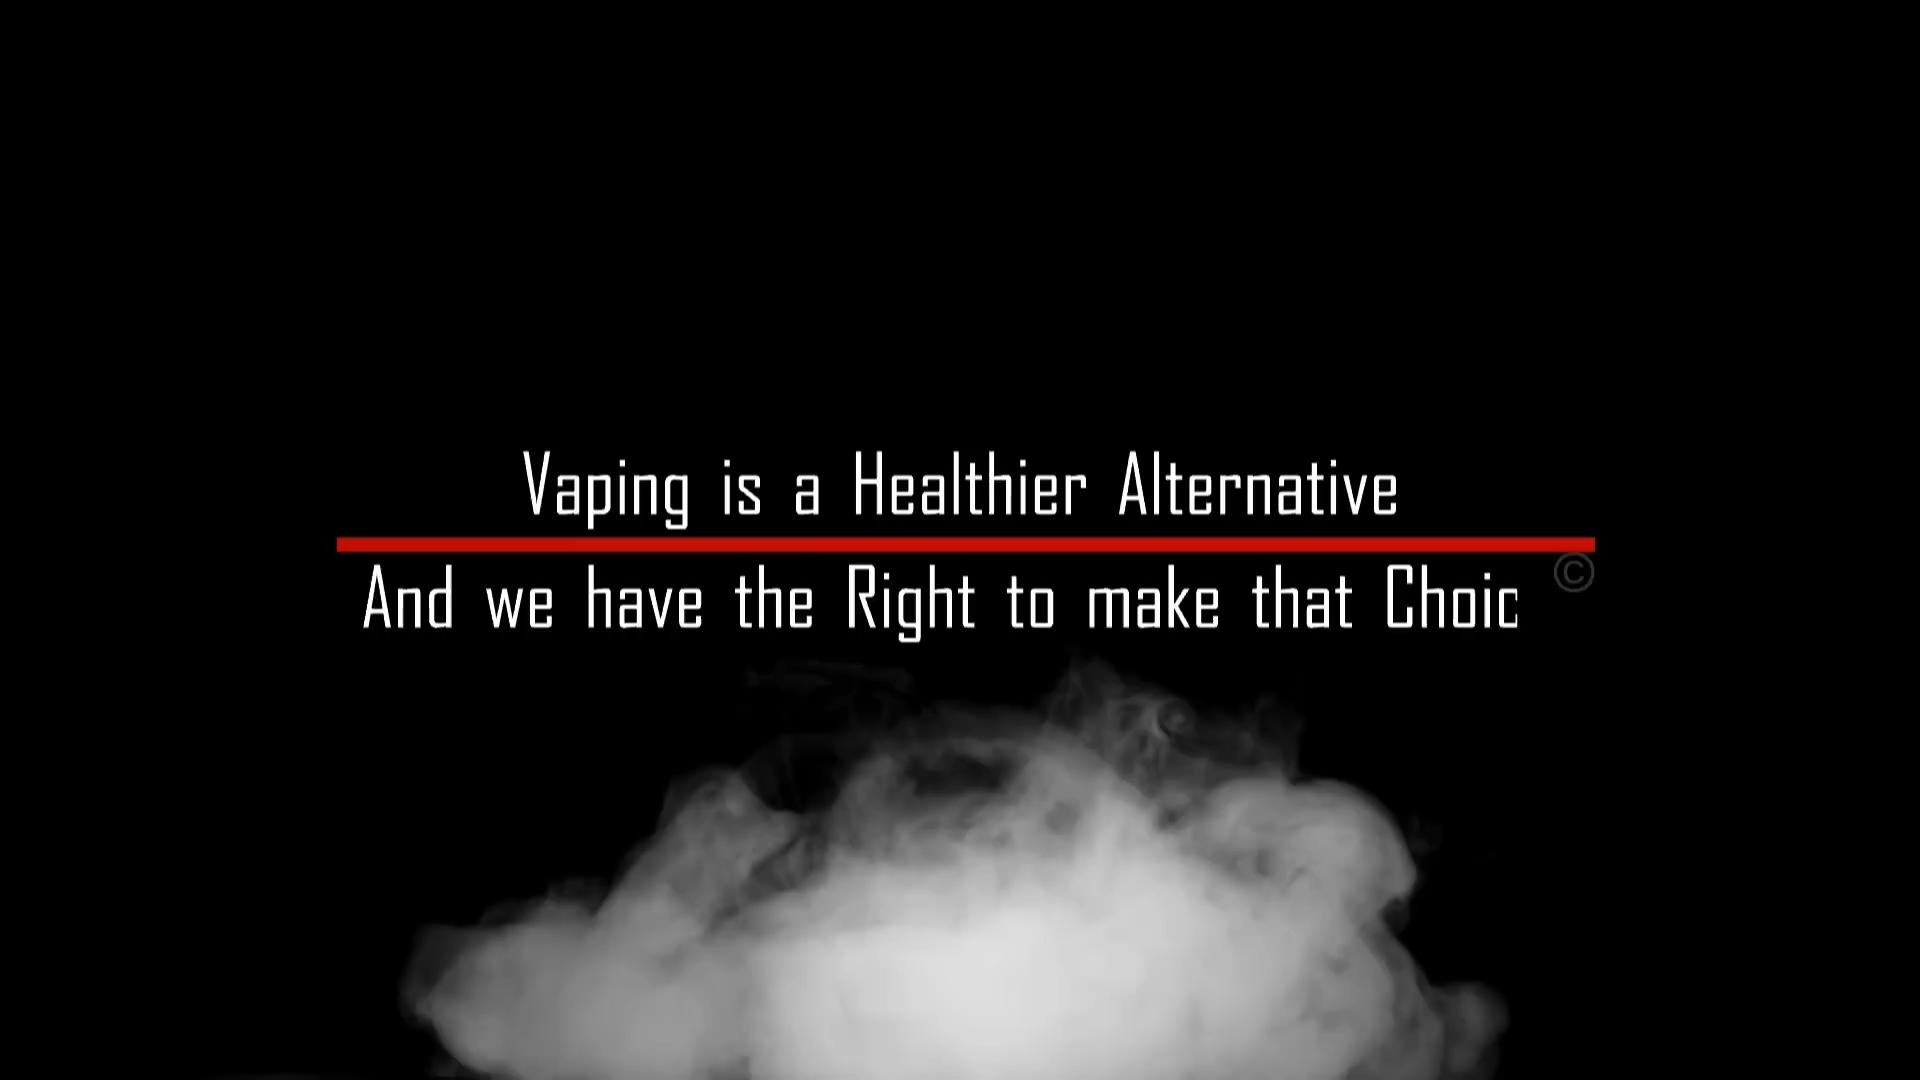 Vaping is a Healthier Alternative
©
And we have the Right to make that Choic